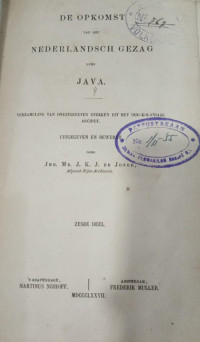 DE OPKOMST
VAN HET
NEDERLANDSCH GEZAG
OVER
JAVA.
VERZAMELING VAN ONUITGEGEVEN STUKKEN UIT HET OUD-KOLONIAAL
ARCHIEF.
UITGEGEVEN EN BEWERKT
DOOR
JHR. MR. J. K. J. DE JONGE,
Adjunct-Rijks-Archivaris.
ZESDE DEEL.
'S GRAVENHAGE, AMSTERDAM,
MARTINUS NIJHOFF. FREDERIK MULLER.
MDCCCLXXVII.